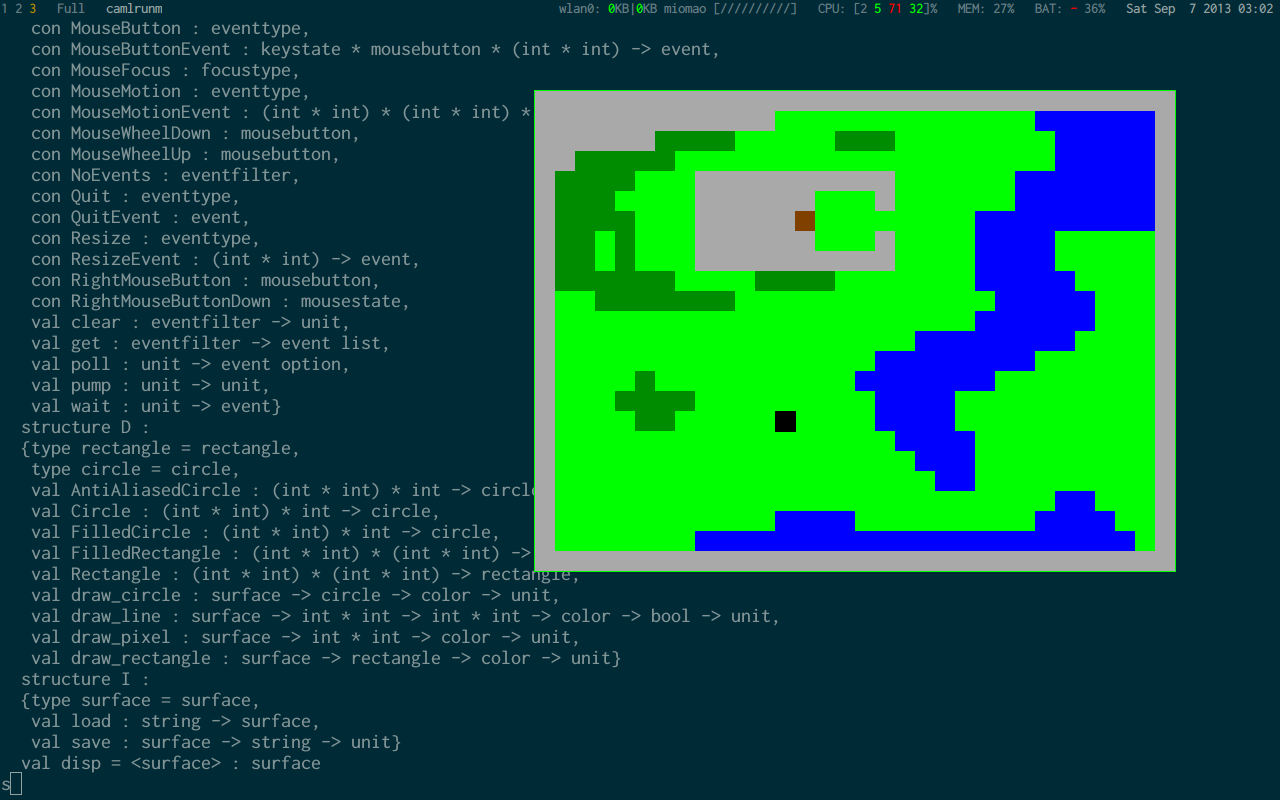 1 2 3 Full camlrunm wlan0: 0KB|0KB miomao [//////////] CPU: [2 5 71 32]% MEM: 27% BAT: - 36% Sat Sep 7 2013 03:02
con MouseButton : eventtype,
con MouseButtonEvent : keystate * mousebutton * (int * int) -> event,
con MouseFocus : focustype,
con MouseMotion : eventtype,
con MouseMotionEvent : (int * int) * (int * int) *
con MouseWheelDown : mousebutton,
con MouseWheelUp : mousebutton,
con NoEvents : eventfilter,
con Quit : eventtype,
con QuitEvent : event,
con Resize : eventtype,
con ResizeEvent : (int * int) -> event,
con RightMouseButton : mousebutton,
con RightMouseButtonDown : mousestate,
val clear : eventfilter -> unit,
val get : eventfilter -> event list,
val poll : unit -> event option,
val pump : unit -> unit,
val wait : unit -> event}
structure D :
{type rectangle = rectangle,
type circle = circle,
val AntiAliasedCircle : (int * int) * int -> circl
val Circle : (int * int) * int -> circle,
val FilledCircle : (int * int) * int -> circle,
val FilledRectangle : (int * int) * (int * int) ->
val Rectangle : (int * int) * (int * int) -> rectangle,
val draw_circle : surface -> circle -> color -> unit,
val draw_line : surface -> int * int -> int * int -> color -> bool -> unit,
val draw_pixel : surface -> int * int -> color -> unit,
val draw_rectangle : surface -> rectangle -> color -> unit}
structure I :
{type surface = surface,
val load : string -> surface,
val save : surface -> string -> unit}
val disp = <surface> : surface
s